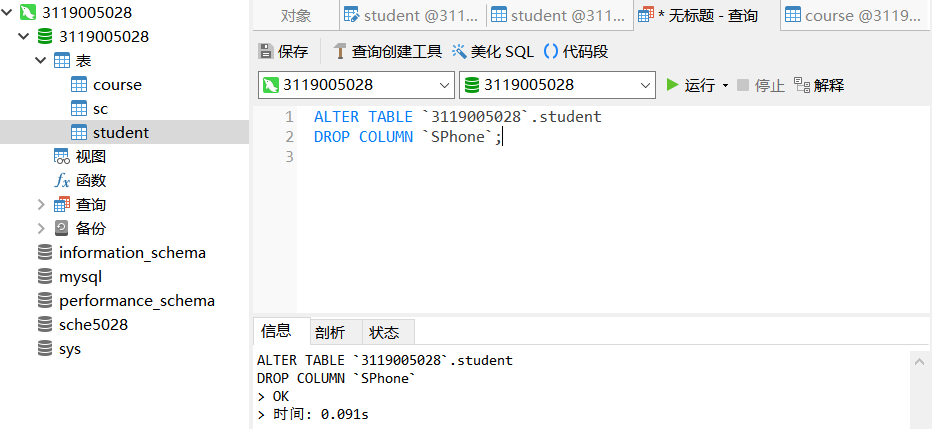 3119005028
3119005028
表
course
sc
student
视图
fx 函数
查询
备份
information_schema
mysql
performance_schema
sche5028
sys
对象
student @311...
student @311...
* 无标题 - 查询
course @3119...
保存
查询创建工具
美化 SQL
() 代码段
3119005028
3119005028
运行
停止
解释
1 ALTER TABLE `3119005028`.student
2 DROP COLUMN `SPhone`;
3
信息
剖析
状态
ALTER TABLE `3119005028`.student
DROP COLUMN `SPhone`
> OK
> 时间: 0.091s